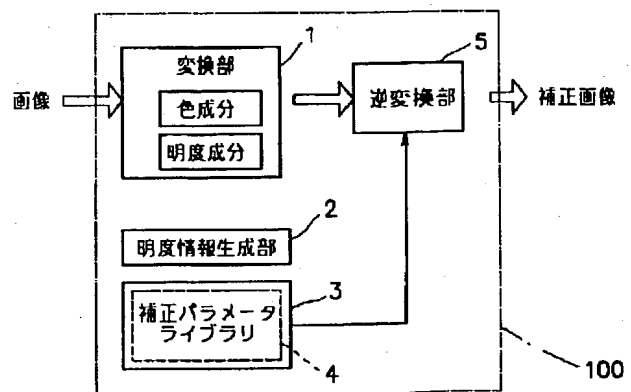 画像
変換部
色成分
明度成分
1
逆変換部
5
補正画像
明度情報生成部
2
補正パラメータ
ライブラリ
3
4
100